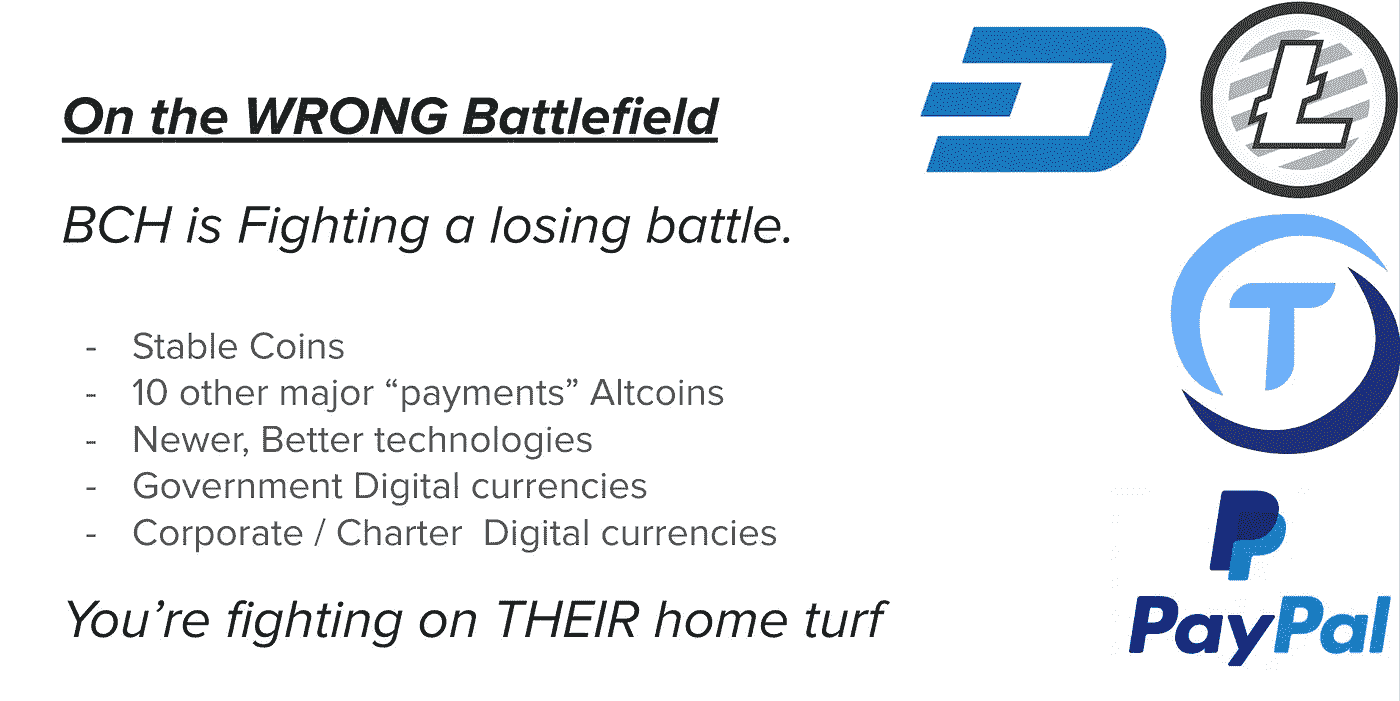 On the WRONG Battlefield
BCH is Fighting a losing battle.
- Stable Coins
- 10 other major “payments” Altcoins
- Newer, Better technologies
- Government Digital currencies
- Corporate / Charter  Digital currencies
You’re fighting on THEIR home turf
PayPal